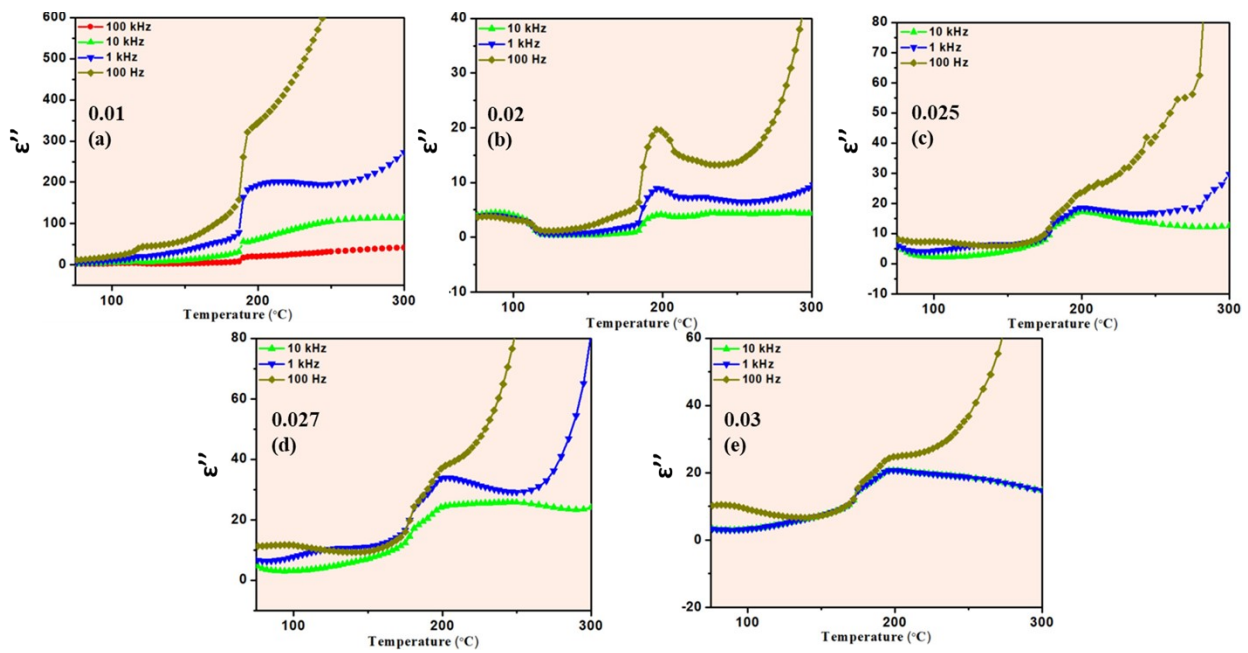 600
500
400
300
200
100
0
ε″
100 kHz
10 kHz
1 kHz
100 Hz
0.01
(a)
100 200 300
Temperature (°C)
40
30
20
10
0
-10
ε″
10 kHz
1 kHz
100 Hz
0.02
(b)
100 200 300
Temperature (°C)
80
70
60
50
40
30
20
10
0
-10
ε″
10 kHz
1 kHz
100 Hz
0.025
(c)
100 200 300
Temperature (°C)
80
60
40
20
0
ε″
10 kHz
1 kHz
100 Hz
0.027
(d)
100 200 300
Temperature (°C)
60
40
20
0
-20
ε″
10 kHz
1 kHz
100 Hz
0.03
(e)
100 200 300
Temperature (°C)